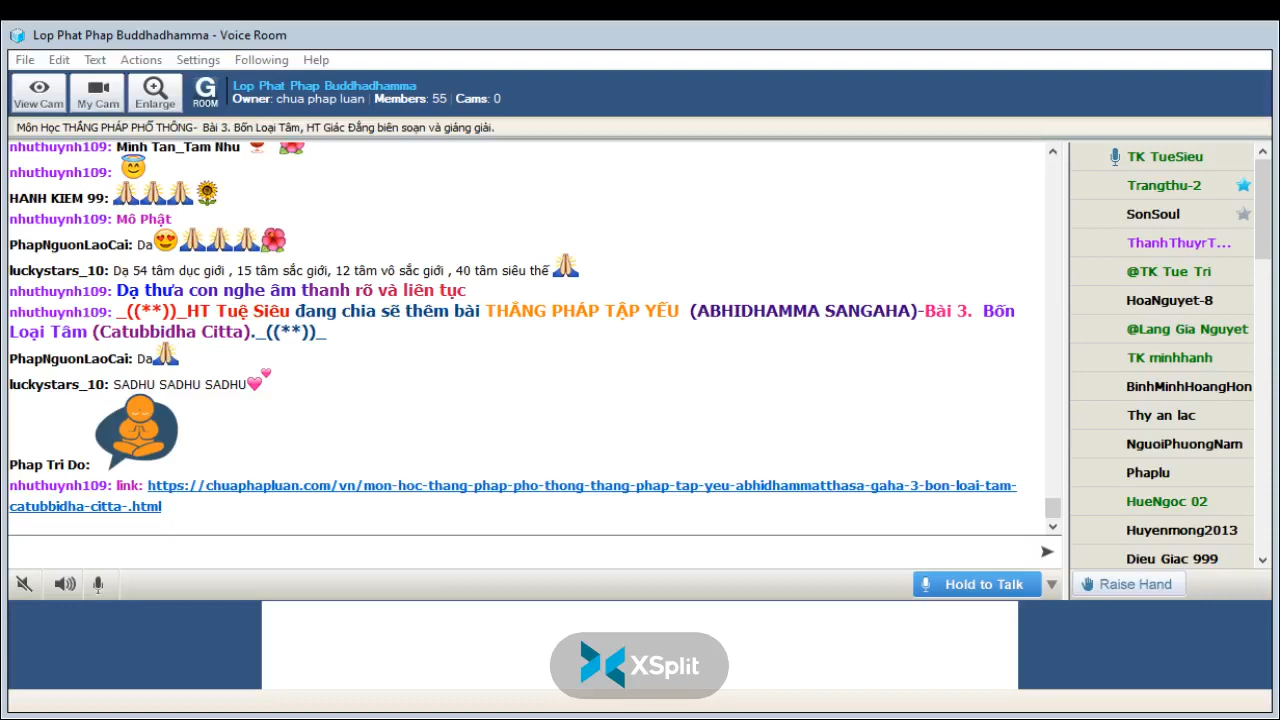 Lop Phat Phap Buddhadhamma - Voice Room
File Edit Text Actions Settings Following Help
View Cam My Cam Enlarge G ROOM
Lop Phat Phap Buddhadhamma
Owner: chua phap luan | Members: 55 | Cams: 0
Môn Học THẮNG PHÁP PHỔ THÔNG- Bài 3. Bốn Loại Tâm, HT Giác Đẳng biên soạn và giảng giải.
nhuthuynh109: Minh Tan_Tam Nhu
nhuthuynh109:
HANH KIEM 99:
nhuthuynh109: Mô Phật
PhapNguonLaoCai: Da
luckystars_10: Dạ 54 tâm dục giới , 15 tâm sắc giới, 12 tâm vô sắc giới , 40 tâm siêu thế
nhuthuynh109: Dạ thưa con nghe âm thanh rõ và liên tục
nhuthuynh109: _((**))_HT Tuệ Siêu đang chia sẽ thêm bài THẮNG PHÁP TẬP YẾU (ABHIDHAMMA SANGAHA)-Bài 3. Bốn
Loại Tâm (Catubbidha Citta)._((**))_
PhapNguonLaoCai: Da
luckystars_10: SADHU SADHU SADHU
Phap Tri Do:
nhuthuynh109: link: https://chuaphapluan.com/vn/mon-hoc-thang-phap-pho-thong-thang-phap-tap-yeu-abhidhammatthasa-gaha-3-bon-loai-tam-
catubbidha-citta-.html
TK TueSieu
Trangthu-2
SonSoul
ThanhThuyrT...
@TK Tue Tri
HoaNguyet-8
@Lang Gia Nguyet
TK minhhanh
BinhMinhHoangHon
Thy an lac
NguoiPhuongNam
Phaplu
HueNgoc 02
Huyenmong2013
Dieu Giac 999
Hold to Talk
Raise Hand
XSplit